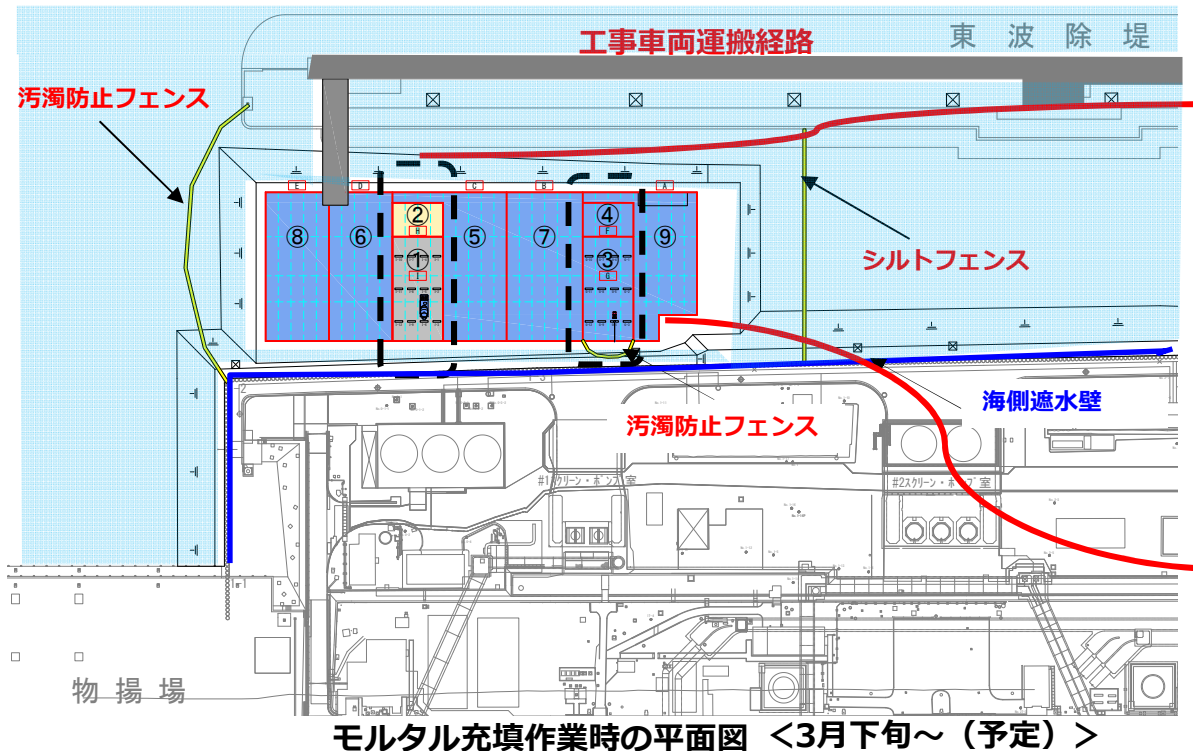 工事車両運搬経路
東波除堤
汚濁防止フェンス
E
D
C
B
A
②
H
④
F
⑧
⑥
①
I
⑤
⑦
③
G
⑨
シルトフェンス
海側遮水壁
汚濁防止フェンス
#1スクリーン・ポンプ室
#2スクリーン・ポンプ室
物揚場
モルタル充填作業時の平面図 <3月下旬～（予定）>